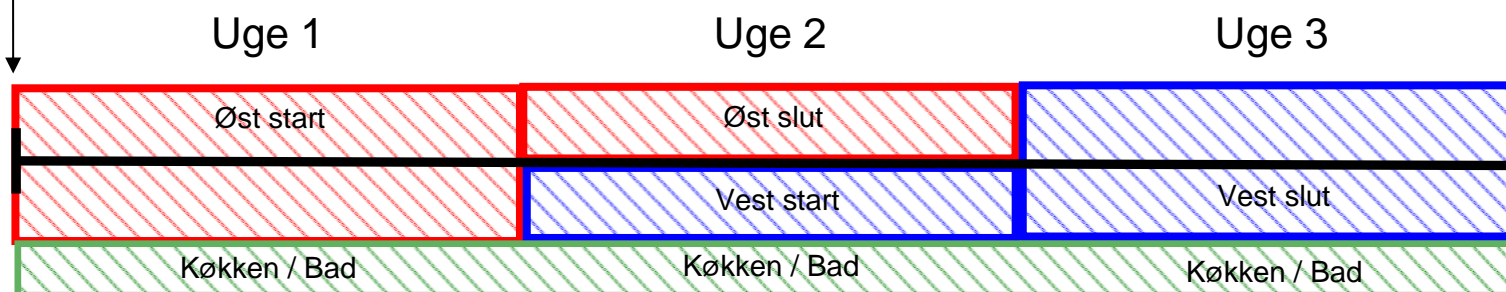 Uge 1 Uge 2 Uge 3
Øst start Øst slut
Vest start Vest slut
Køkken / Bad Køkken / Bad Køkken / Bad